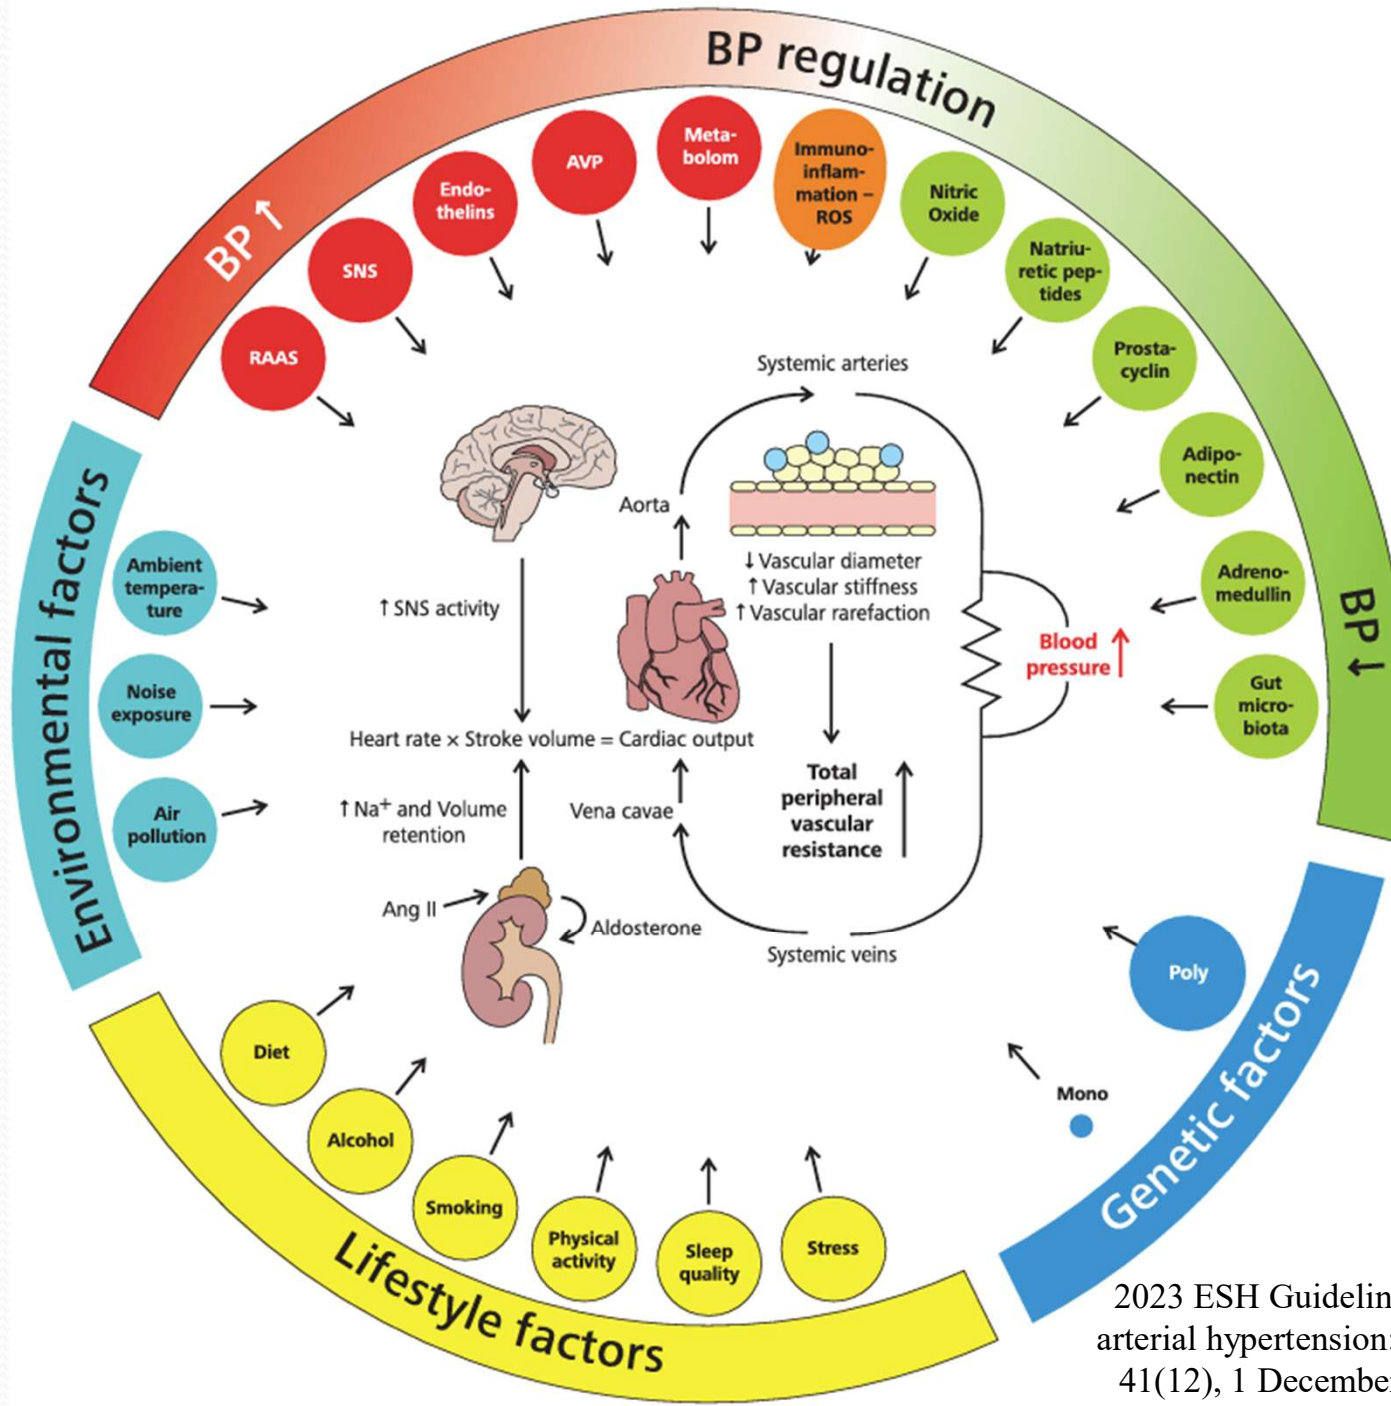 BP regulation
BP ↑
BP ↓
RAAS
SNS
Endo-
thelins
AVP
Meta-
bolom
Immuno-
inflam-
mation –
ROS
Nitric
Oxide
Natriu-
retic pep-
tides
Prosta-
cyclin
Adipo-
nectin
Adreno-
medullin
Gut
micro-
biota
Environmental factors
Ambient
tempera-
ture
Noise
exposure
Air
pollution
Systemic arteries
Aorta
↓ Vascular diameter
↑ Vascular stiffness
↑ Vascular rarefaction
↑ SNS activity
Blood
pressure ↑
Heart rate × Stroke volume = Cardiac output
Total
peripheral
vascular
resistance
↑ Na⁺ and Volume
retention
Vena cavae
Ang II
Aldosterone
Systemic veins
Genetic factors
Poly
Mono
Lifestyle factors
Diet
Alcohol
Smoking
Physical
activity
Sleep
quality
Stress
2023 ESH Guidelin
arterial hypertension
41(12), 1 December